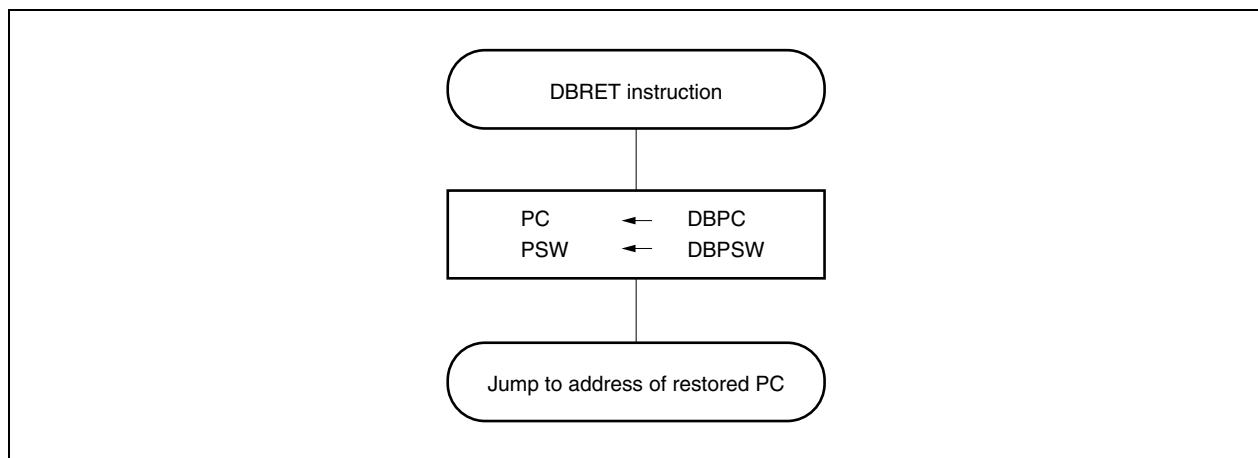 DBRET instruction
PC ← DBPC
PSW ← DBPSW
Jump to address of restored PC